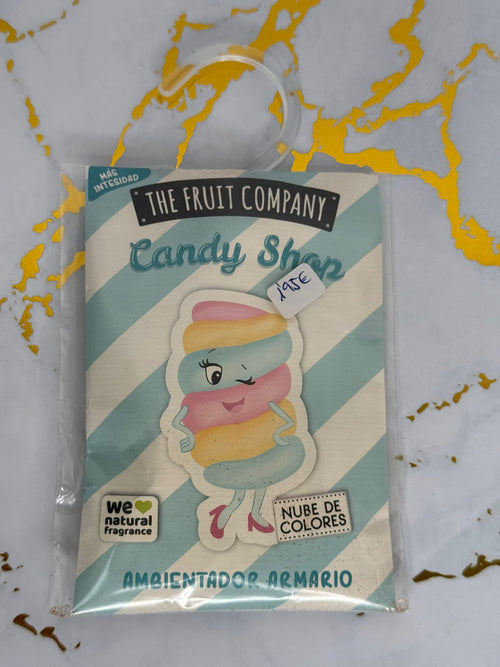 MÁS
INTESIDAD
THE FRUIT COMPANY
Candy Shop
1'95€
we
natural
fragrance
NUBE DE
COLORES
AMBIENTADOR ARMARIO